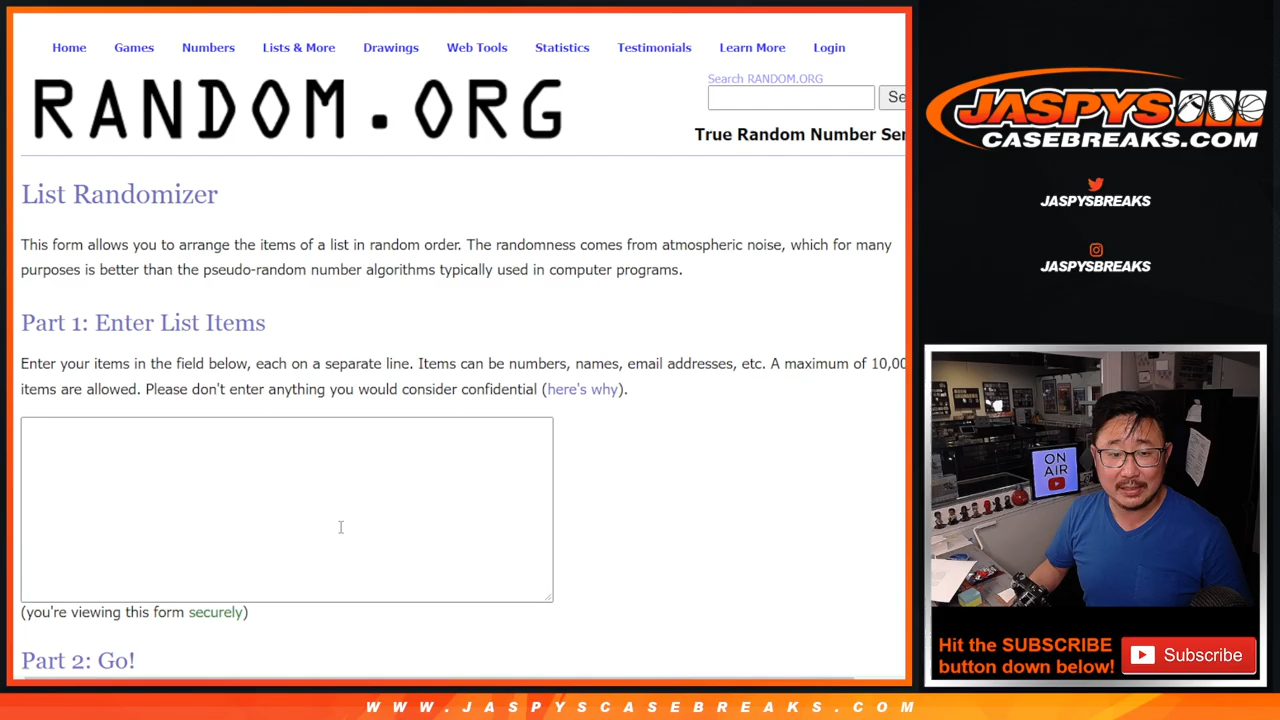 Home Games Numbers Lists & More Drawings Web Tools Statistics Testimonials Learn More Login
RANDOM.ORG
Search RANDOM.ORG
Se
True Random Number Ser
List Randomizer
This form allows you to arrange the items of a list in random order. The randomness comes from atmospheric noise, which for many
purposes is better than the pseudo-random number algorithms typically used in computer programs.
Part 1: Enter List Items
Enter your items in the field below, each on a separate line. Items can be numbers, names, email addresses, etc. A maximum of 10,00
items are allowed. Please don't enter anything you would consider confidential (here's why).
(you're viewing this form securely)
Part 2: Go!
JASPYS
CASEBREAKS.COM
JASPYSBREAKS
JASPYSBREAKS
ON
AIR
Hit the SUBSCRIBE
button down below!
Subscribe
WWW.JASPYSCASEBREAKS.COM